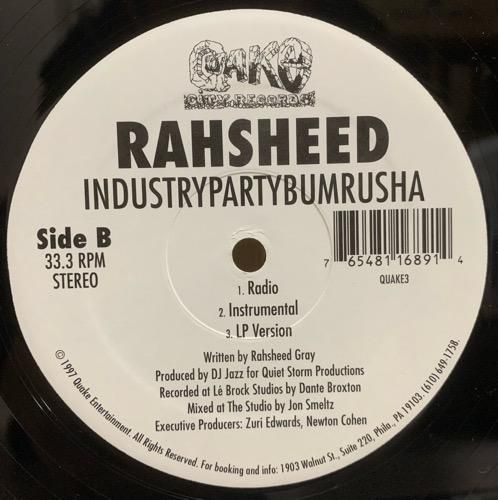 QUAKE
CITY RECORDS
RAHSHEED
INDUSTRYPARTYBUMRUSHA
Side B
33.3 RPM
STEREO
7 65481 16891 4
QUAKE3
1. Radio
2. Instrumental
3. LP Version
Written by Rahsheed Gray
Produced by DJ Jazz for Quiet Storm Productions
Recorded at Lé Brock Studios by Dante Broxton
Mixed at The Studio by Jon Smeltz
Executive Producers: Zuri Edwards, Newton Cohen
© 1997 Quake Entertainment. All Rights Reserved. For booking and info: 1903 Walnut St., Suite 220, Phila., PA 19103. (610) 649-1758.